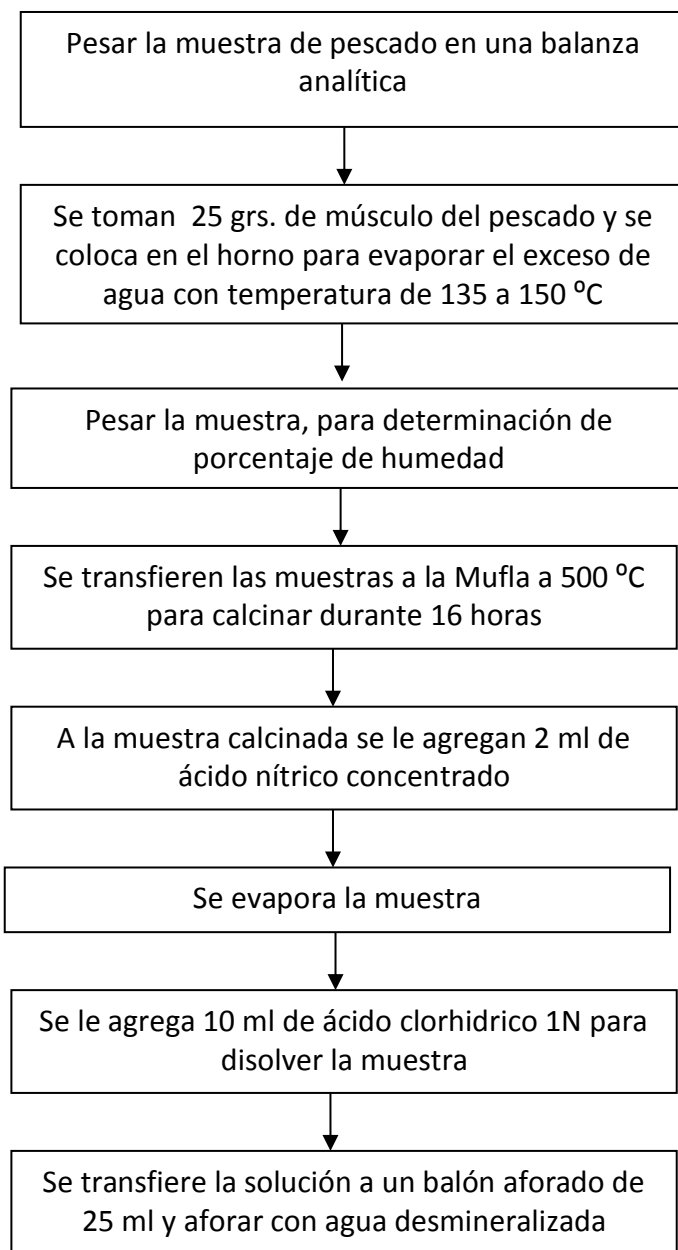 Pesar la muestra de pescado en una balanza
analítica
Se toman  25 grs. de músculo del pescado y se
coloca en el horno para evaporar el exceso de
agua con temperatura de 135 a 150 ºC
Pesar la muestra, para determinación de
porcentaje de humedad
Se transfieren las muestras a la Mufla a 500 ºC
para calcinar durante 16 horas
A la muestra calcinada se le agregan 2 ml de
ácido nítrico concentrado
Se evapora la muestra
Se le agrega 10 ml de ácido clorhidrico 1N para
disolver la muestra
Se transfiere la solución a un balón aforado de
25 ml y aforar con agua desmineralizada